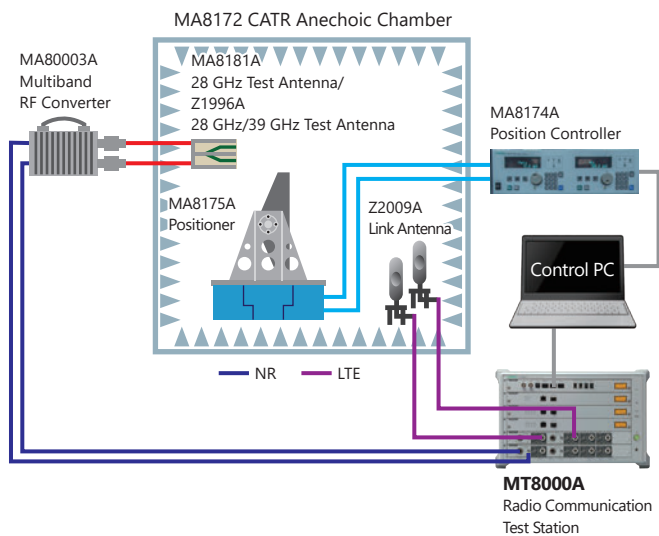 MA8172 CATR Anechoic Chamber
MA80003A
Multiband
RF Converter
MA8181A
28 GHz Test Antenna/
Z1996A
28 GHz/39 GHz Test Antenna
MA8174A
Position Controller
MA8175A
Positioner
Z2009A
Link Antenna
Control PC
NR
LTE
MT8000A
Radio Communication
Test Station